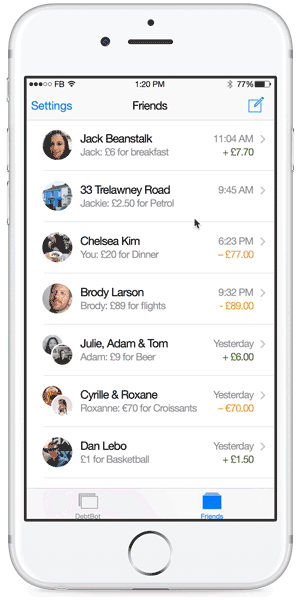 FB 1:20 PM 77%
Settings Friends
Jack Beanstalk 11:04 AM
Jack: £6 for breakfast + £7.70
33 Trelawney Road 9:45 AM
Jackie: £2.50 for Petrol
Chelsea Kim 6:23 PM
You: £20 for Dinner – £77.00
Brody Larson 9:32 PM
Brody: £89 for flights - £89.00
Julie, Adam & Tom Yesterday
Adam: £9 for Beer + £6.00
Cyrille & Roxane Yesterday
Roxanne: €70 for Croissants – €70.00
Dan Lebo Yesterday
£1 for Basketball + £1.50
DebtBot Friends